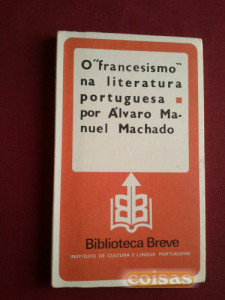 O "francesismo"
na literatura
portuguesa ■
por Álvaro Ma-
nuel Machado
Biblioteca Breve
INSTITUTO DE CULTURA E LÍNGUA PORTUGUESA
coisas